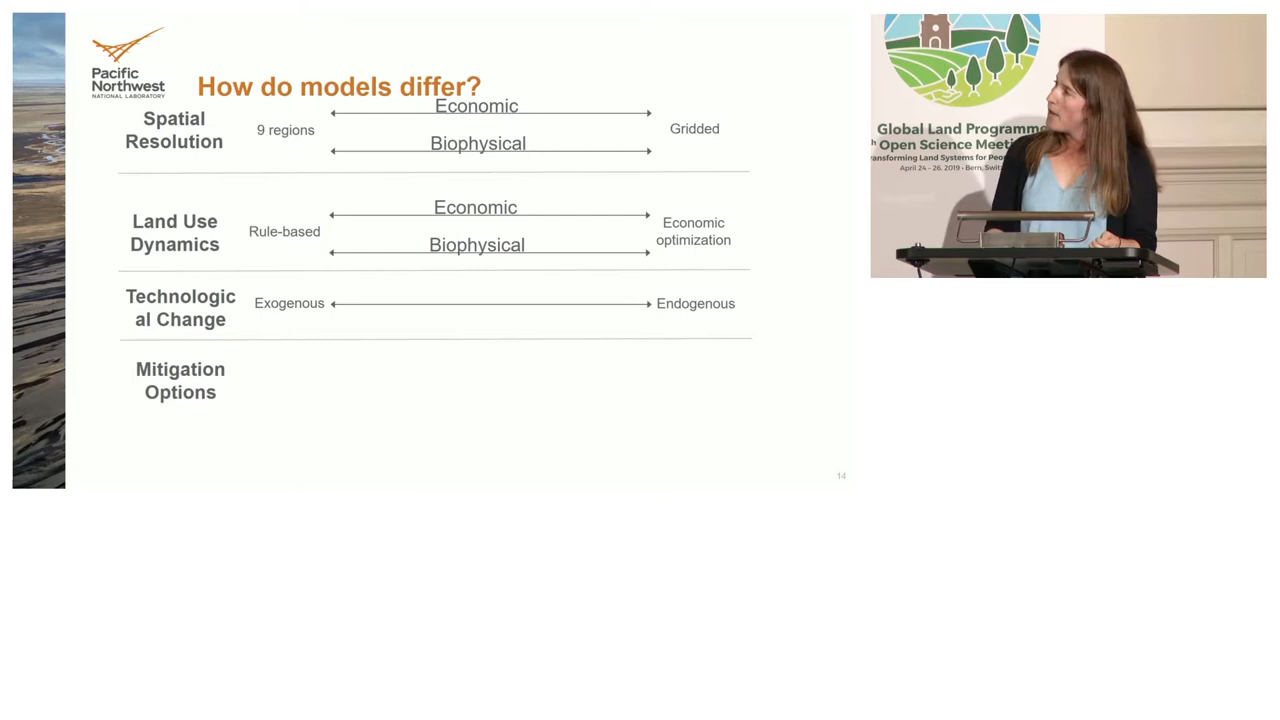 Pacific
Northwest
NATIONAL LABORATORY
How do models differ?
Spatial
Resolution
9 regions
Economic
Biophysical
Gridded
Land Use
Dynamics
Rule-based
Economic
Biophysical
Economic
optimization
Technologic
al Change
Exogenous
Endogenous
Mitigation
Options
14
Global Land Programme
Open Science Meeti
ransforming Land Systems for Peo
April 24 – 26, 2019 • Bern, Swit